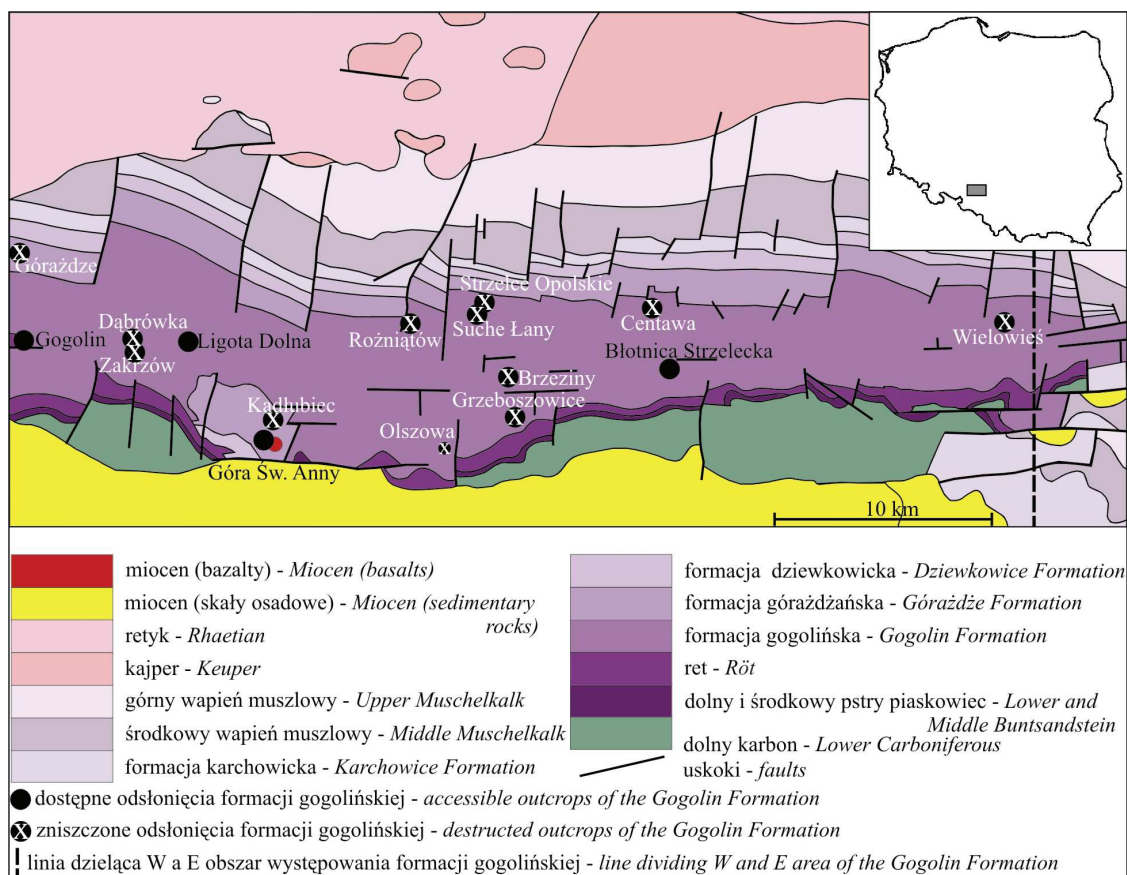 Górażdże
Strzelce Opolskie
Suche Łany
Centawa
Dąbrówka
Gogolin
Ligota Dolna
Rożniątów
Wielowieś
Zakrzów
Błotnica Strzelecka
Brzeziny
Kadłubiec
Grzeboszowice
Olszowa
Góra Św. Anny
10 km
miocen (bazalty) - Miocen (basalts)
miocen (skały osadowe) - Miocen (sedimentary
rocks)
retyk - Rhaetian
kajper - Keuper
górny wapień muszlowy - Upper Muschelkalk
środkowy wapień muszlowy - Middle Muschelkalk
formacja karchowicka - Karchowice Formation
formacja dziewkowicka - Dziewkowice Formation
formacja górażdżańska - Górażdże Formation
formacja gogolińska - Gogolin Formation
ret - Röt
dolny i środkowy pstry piaskowiec - Lower and
Middle Buntsandstein
dolny karbon - Lower Carboniferous
uskoki - faults
dostępne odsłonięcia formacji gogolińskiej - accessible outcrops of the Gogolin Formation
X zniszczone odsłonięcia formacji gogolińskiej - destructed outcrops of the Gogolin Formation
linia dzieląca W a E obszar występowania formacji gogolińskiej - line dividing W and E area of the Gogolin Formation